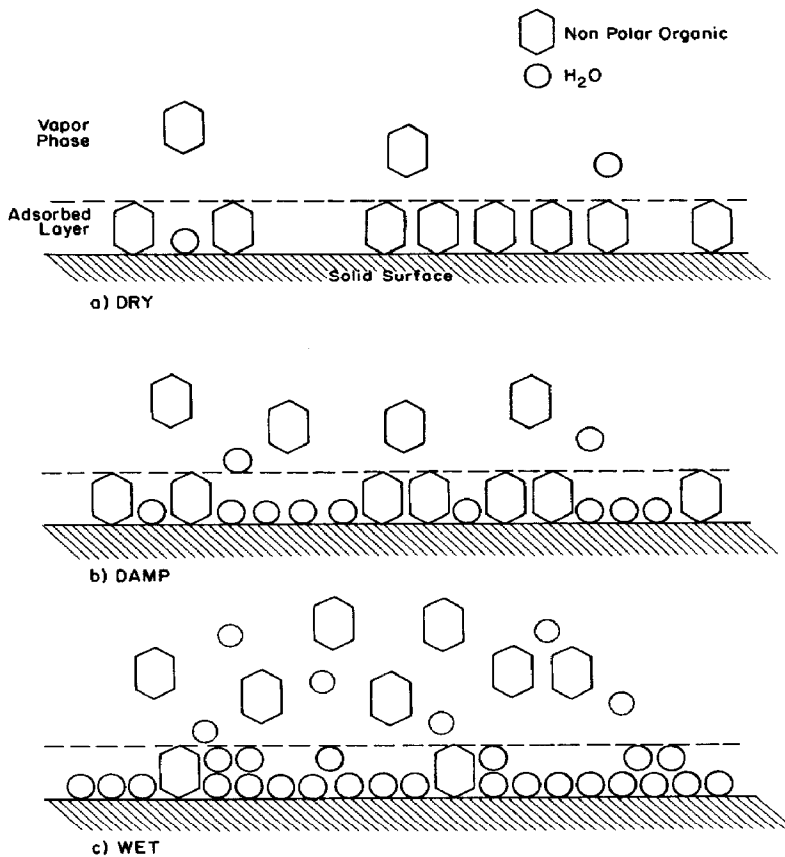 Non Polar Organic
H2O
Vapor
Phase
Adsorbed
Layer
Solid Surface
a) DRY
b) DAMP
c) WET